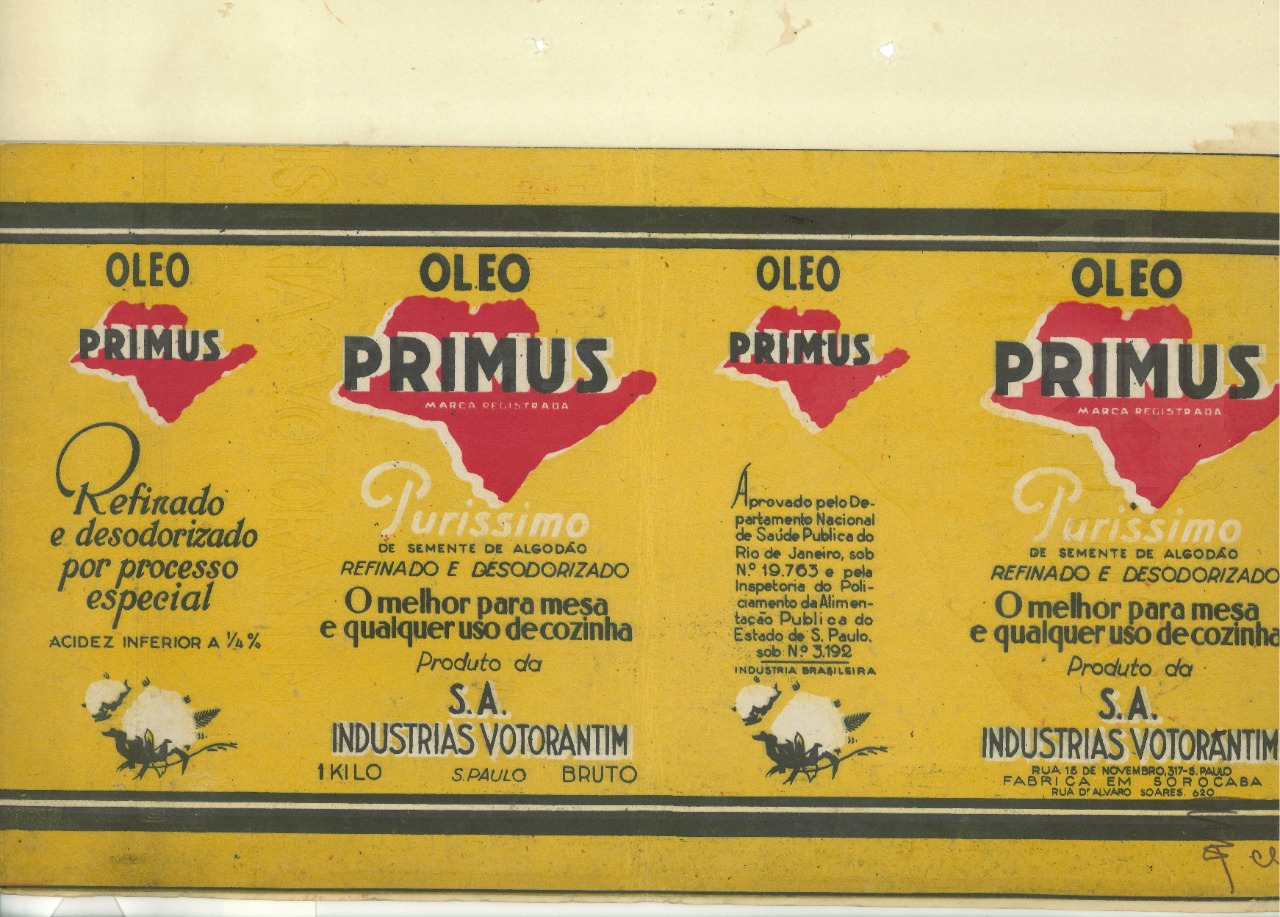 OLEO
PRIMUS
Refinado
e desodorizado
por processo
especial
ACIDEZ INFERIOR A 1/4 %
OLEO
PRIMUS
MARCA REGISTRADA
Purissimo
DE SEMENTE DE ALGODÃO
REFINADO E DESODORIZADO
O melhor para mesa
e qualquer uso de cozinha
Produto da
S.A.
INDUSTRIAS VOTORANTIM
1 KILO S.PAULO BRUTO
OLEO
PRIMUS
Aprovado pelo De-
partamento Nacional
de Saúde Publica do
Rio de Janeiro, sob
N.º 19.763 e pela
Inspetoria do Poli-
ciamento da Alimen-
tação Publica do
Estado de S. Paulo,
sob N.º 3.192
INDUSTRIA BRASILEIRA
OLEO
PRIMUS
MARCA REGISTRADA
Purissimo
DE SEMENTE DE ALGODÃO
REFINADO E DESODORIZADO
O melhor para mesa
e qualquer uso de cozinha
Produto da
S.A.
INDUSTRIAS VOTORANTIM
RUA 15 DE NOVEMBRO, 317-S. PAULO
FABRICA EM SOROCABA
RUA Dr ALVARO SOARES, 620